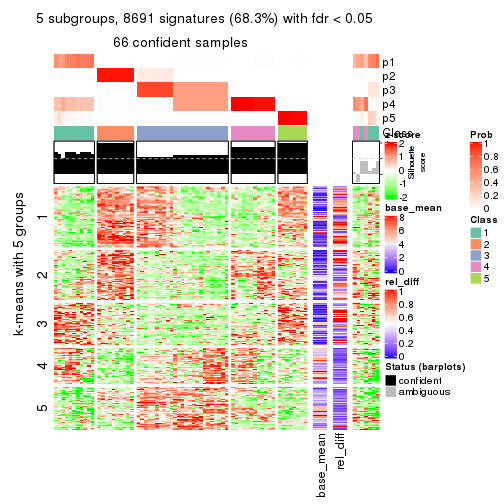 5 subgroups, 8691 signatures (68.3%) with fdr < 0.05
66 confident samples
p1
p2
p3
p4
p5
Class
Silhouette
score
z-score
2
1
0
-1
-2
base_mean
8
6
4
2
0
rel_diff
1
0.8
0.6
0.4
0.2
0
Status (barplots)
confident
ambiguous
Prob
1
0.8
0.6
0.4
0.2
0
Class
1
2
3
4
5
k-means with 5 groups
1
2
3
4
5
base_mean
rel_diff